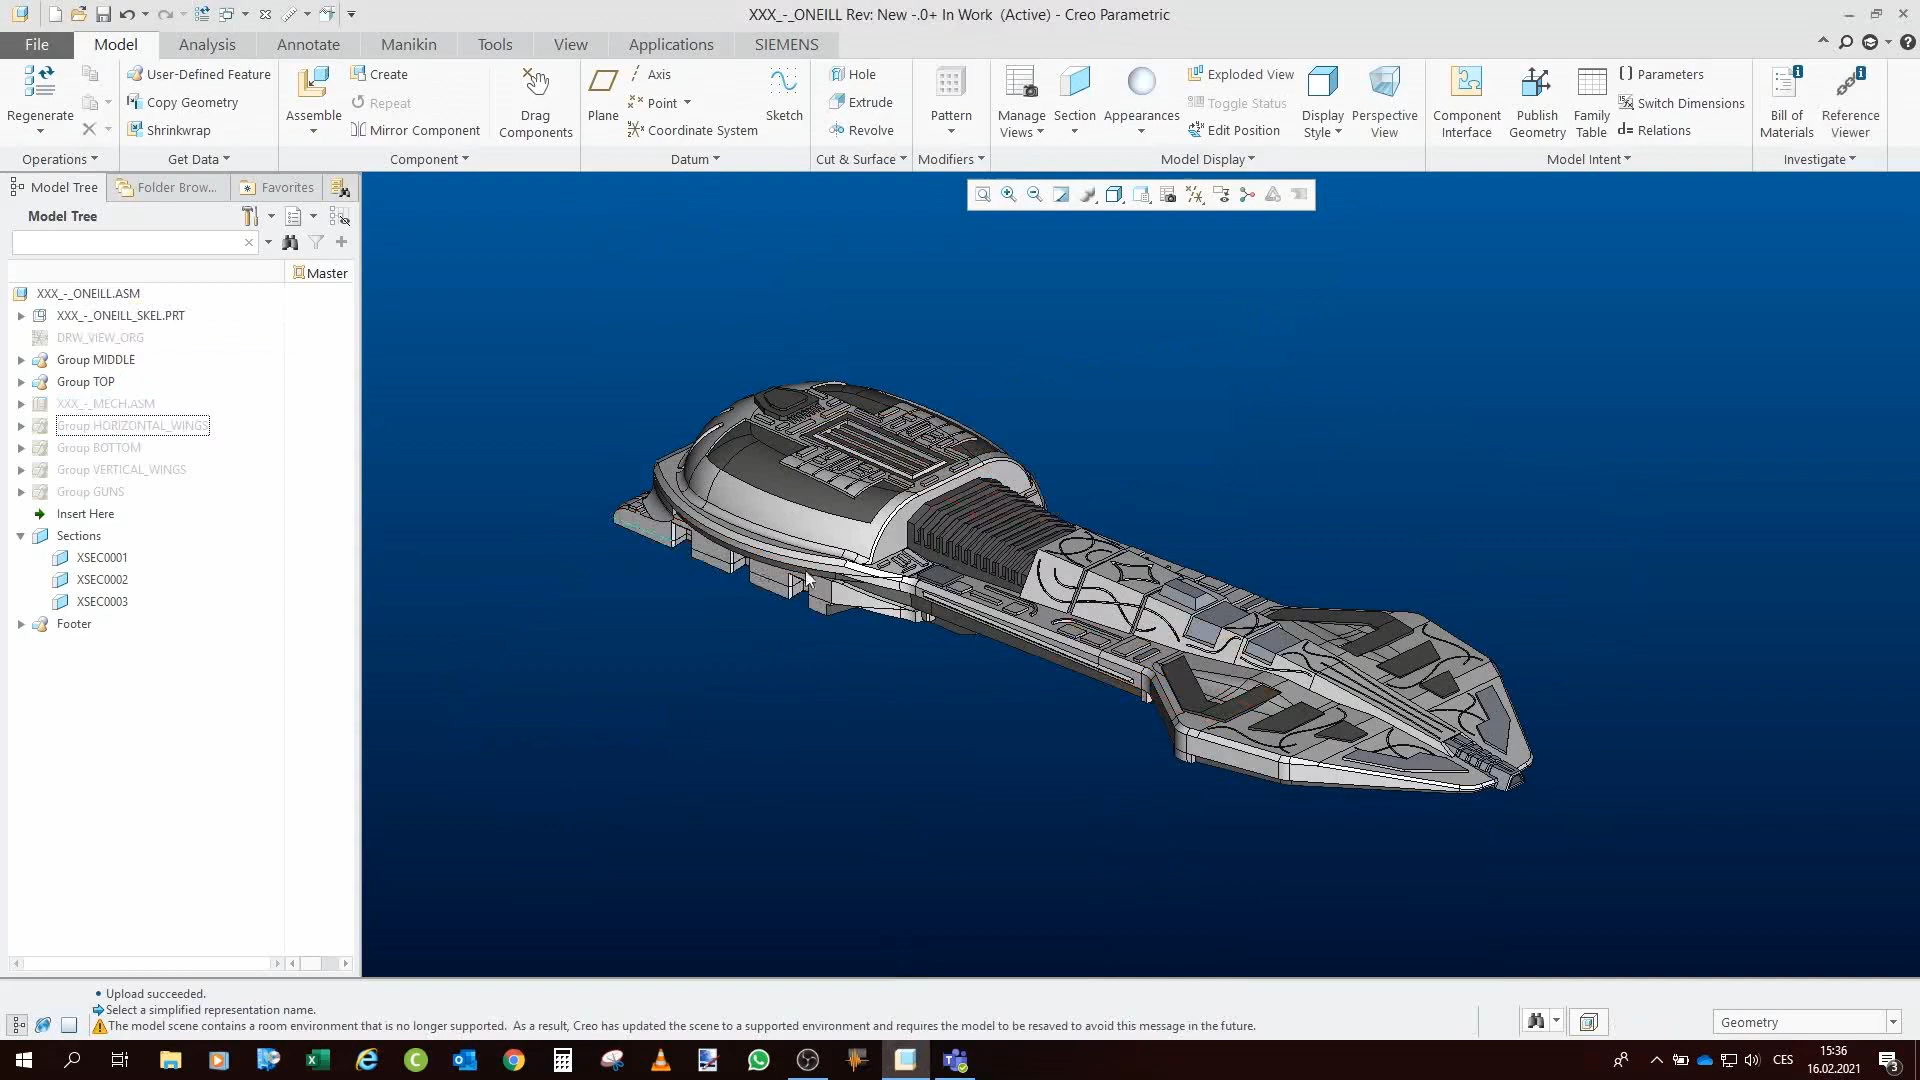 XXX_-_ONEILL Rev: New -.0+ In Work (Active) - Creo Parametric
File
Model
Analysis
Annotate
Manikin
Tools
View
Applications
SIEMENS
Regenerate
User-Defined Feature
Copy Geometry
Shrinkwrap
Assemble
Create
Repeat
Mirror Component
Drag
Components
Plane
Axis
Point
Coordinate System
Sketch
Hole
Extrude
Revolve
Pattern
Manage
Views
Section
Appearances
Exploded View
Toggle Status
Edit Position
Display
Style
Perspective
View
Component
Interface
Publish
Geometry
Family
Table
Parameters
Switch Dimensions
d= Relations
Bill of
Materials
Reference
Viewer
Operations
Get Data
Component
Datum
Cut & Surface
Modifiers
Model Display
Model Intent
Investigate
Model Tree
Folder Brow...
Favorites
Model Tree
Master
XXX_-_ONEILL.ASM
XXX_-_ONEILL_SKEL.PRT
DRW_VIEW_ORG
Group MIDDLE
Group TOP
XXX_-_MECH.ASM
Group HORIZONTAL_WINGS
Group BOTTOM
Group VERTICAL_WINGS
Group GUNS
Insert Here
Sections
XSEC0001
XSEC0002
XSEC0003
Footer
• Upload succeeded.
Select a simplified representation name.
The model scene contains a room environment that is no longer supported. As a result, Creo has updated the scene to a supported environment and requires the model to be resaved to avoid this message in the future.
Geometry
CES
15:36
16.02.2021
3